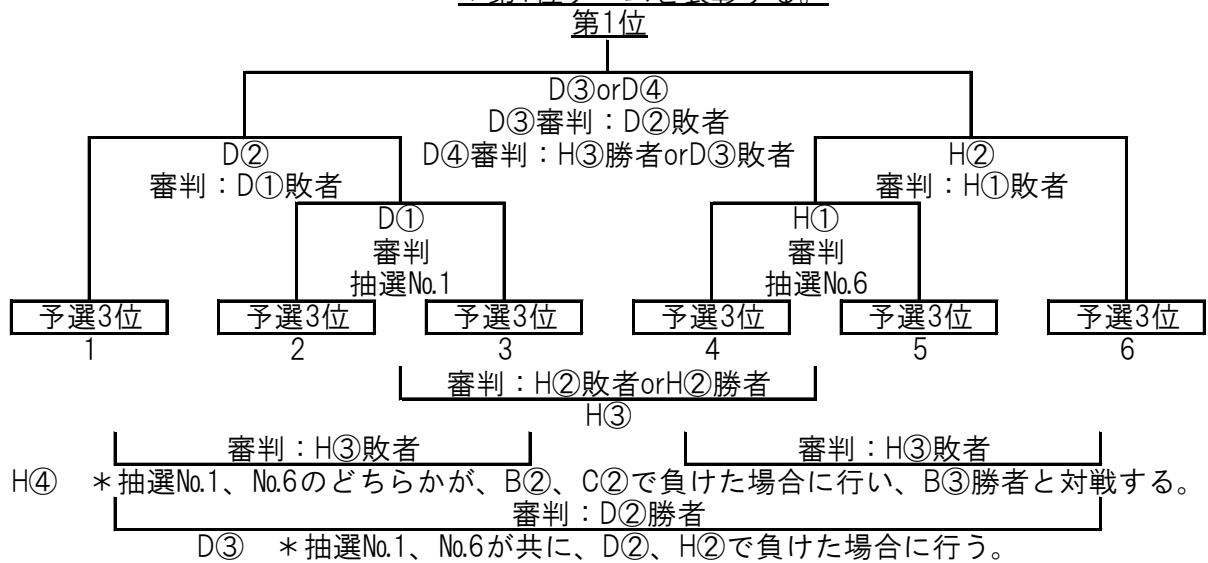 第1位
D③orD④
D③審判：D②敗者
D② D④審判：H③勝者orD③敗者 H②
審判：D①敗者 審判：H①敗者
D① H①
審判 審判
抽選№1 抽選№6
予選3位 予選3位 予選3位 予選3位 予選3位 予選3位
1 2 3 4 5 6
審判：H②敗者orH②勝者
H③
審判：H③敗者 審判：H③敗者
H④ ＊抽選№1、№6のどちらかが、B②、C②で負けた場合に行い、B③勝者と対戦する。
審判：D②勝者
D③ ＊抽選№1、№6が共に、D②、H②で負けた場合に行う。